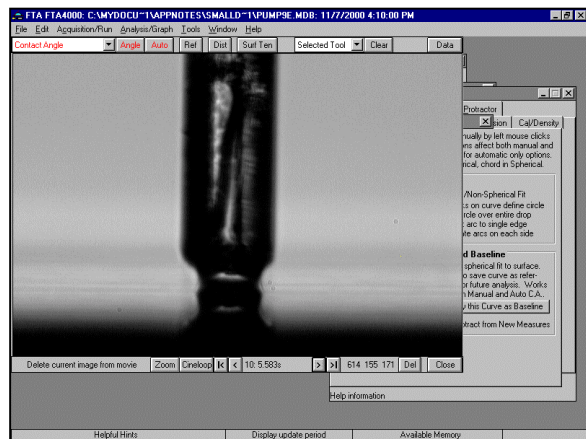 FTA FTA4000: C:\MYDOCU~1\APPNOTES\SMALLD~1\PUMP9E.MDB: 11/7/2000 4:10:00 PM
File Edit Acquisition/Run Analysis/Graph Tools Window Help
Contact Angle Angle Auto Ref Dist Surf Ten Selected Tool Clear Data
Protractor
sion Cal/Density
nually by left mouse clicks
ons affect both manual and
for automatic only options.
rical, chord in Spherical.
/Non-Spherical Fit
ks on curve define circle
ircle over entire drop
arc to single edge
te arcs on each side
d Baseline
spherical fit to surface.
o save curve as refer-
or future analysis. Works
n Manual and Auto C.A..
y this Curve as Baseline
btract from New Measures
Delete current image from movie Zoom Cineloop 10: 5.583s 614 155 171 Del Close
Help information
Helpful Hints Display update period Available Memory